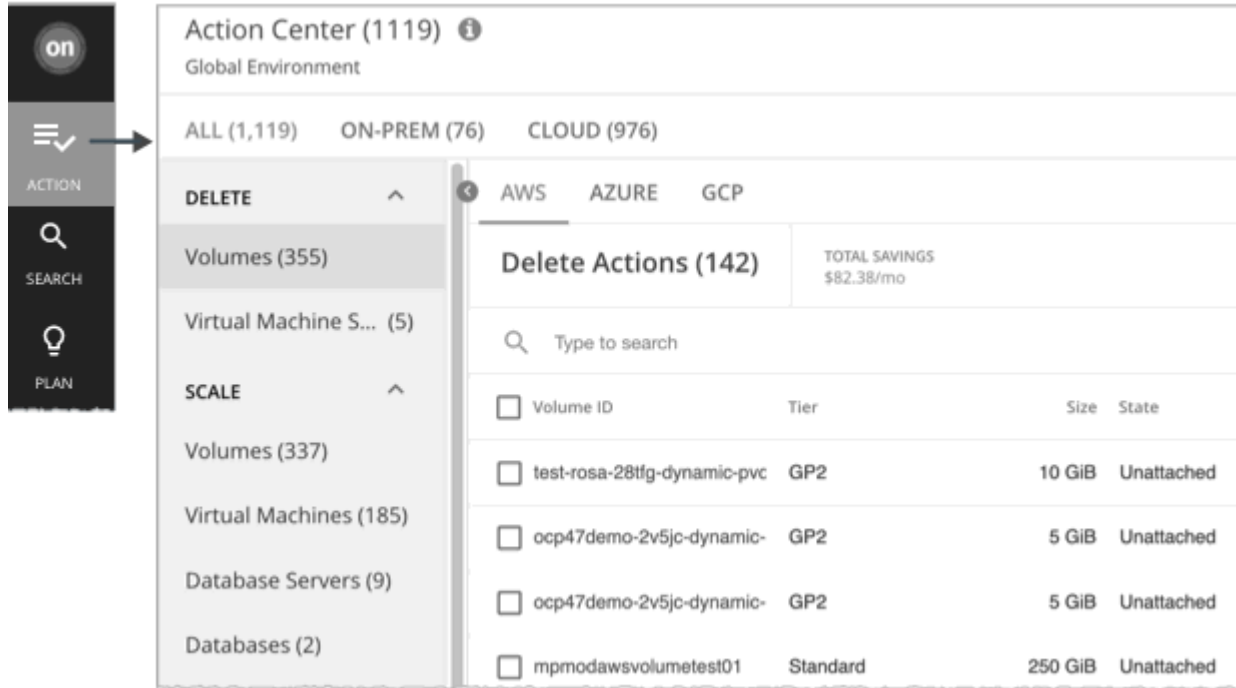 on
ACTION
SEARCH
PLAN
Action Center (1119)
Global Environment
ALL (1,119) ON-PREM (76) CLOUD (976)
DELETE
Volumes (355)
Virtual Machine S... (5)
SCALE
Volumes (337)
Virtual Machines (185)
Database Servers (9)
Databases (2)
AWS AZURE GCP
Delete Actions (142)
TOTAL SAVINGS
$82.38/mo
Type to search
Volume ID Tier Size State
test-rosa-28tfg-dynamic-pvc GP2 10 GiB Unattached
ocp47demo-2v5jc-dynamic- GP2 5 GiB Unattached
ocp47demo-2v5jc-dynamic- GP2 5 GiB Unattached
mpmodawsvolumetest01 Standard 250 GiB Unattached